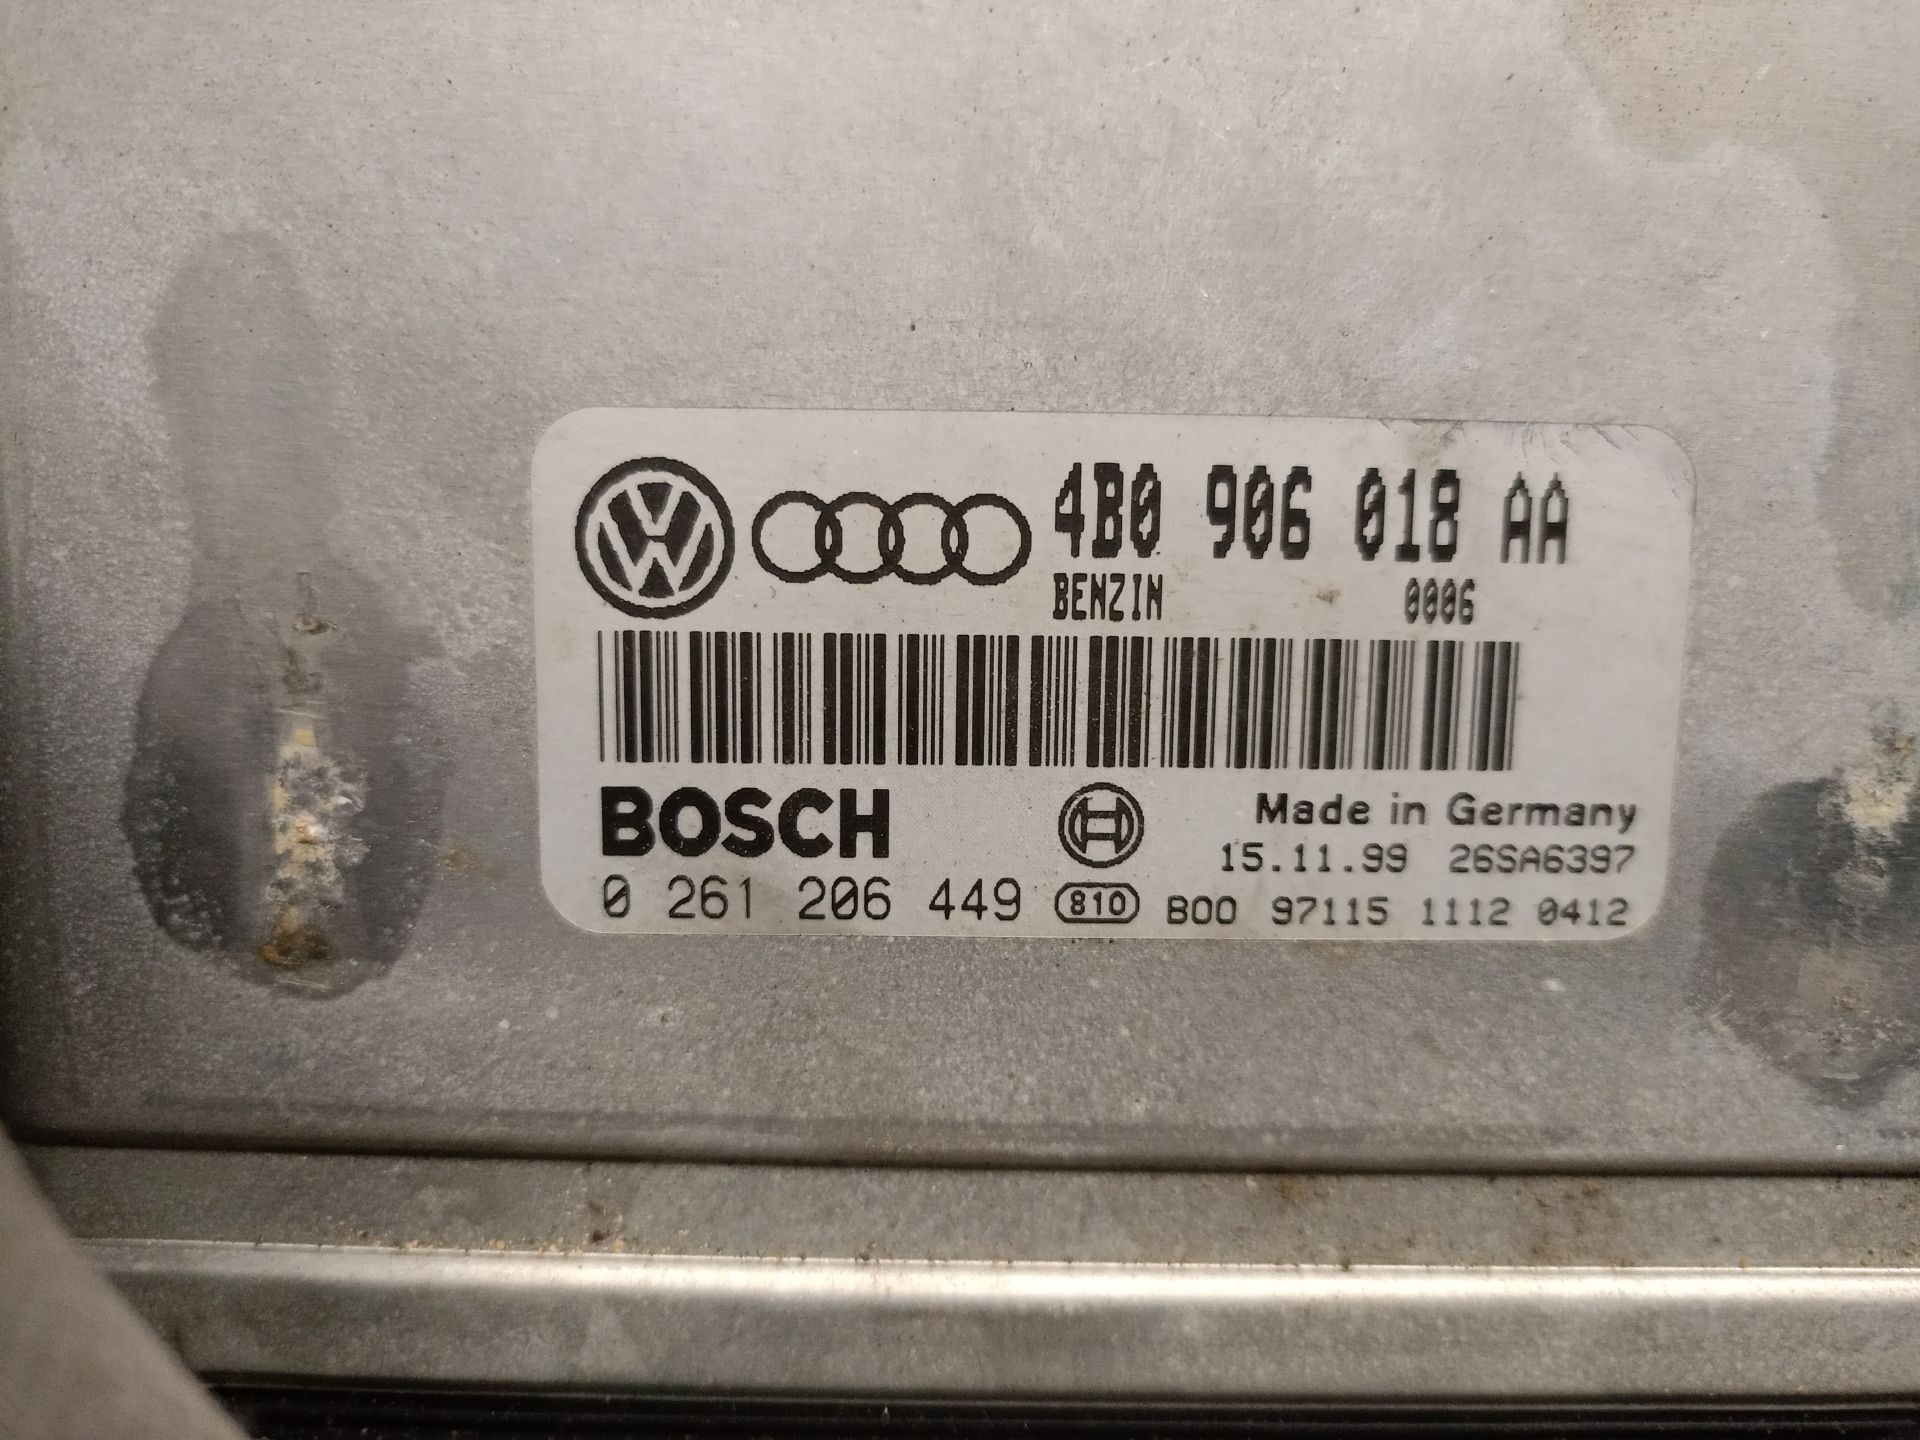 4B0 906 018 AA
BENZIN 0006
BOSCH
Made in Germany
15.11.99 26SA6397
0 261 206 449 810 B00 97115 1112 0412